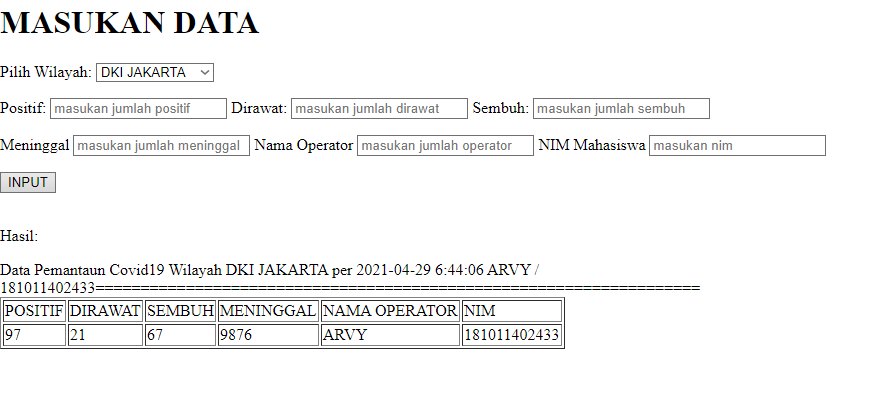 MASUKAN DATA
Pilih Wilayah: DKI JAKARTA
Positif: masukan jumlah positif Dirawat: masukan jumlah dirawat Sembuh: masukan jumlah sembuh
Meninggal masukan jumlah meninggal Nama Operator masukan jumlah operator NIM Mahasiswa masukan nim
INPUT
Hasil:
Data Pemantaun Covid19 Wilayah DKI JAKARTA per 2021-04-29 6:44:06 ARVY /
181011402433===================================================================
POSITIF DIRAWAT SEMBUH MENINGGAL NAMA OPERATOR NIM
97 21 67 9876 ARVY 181011402433